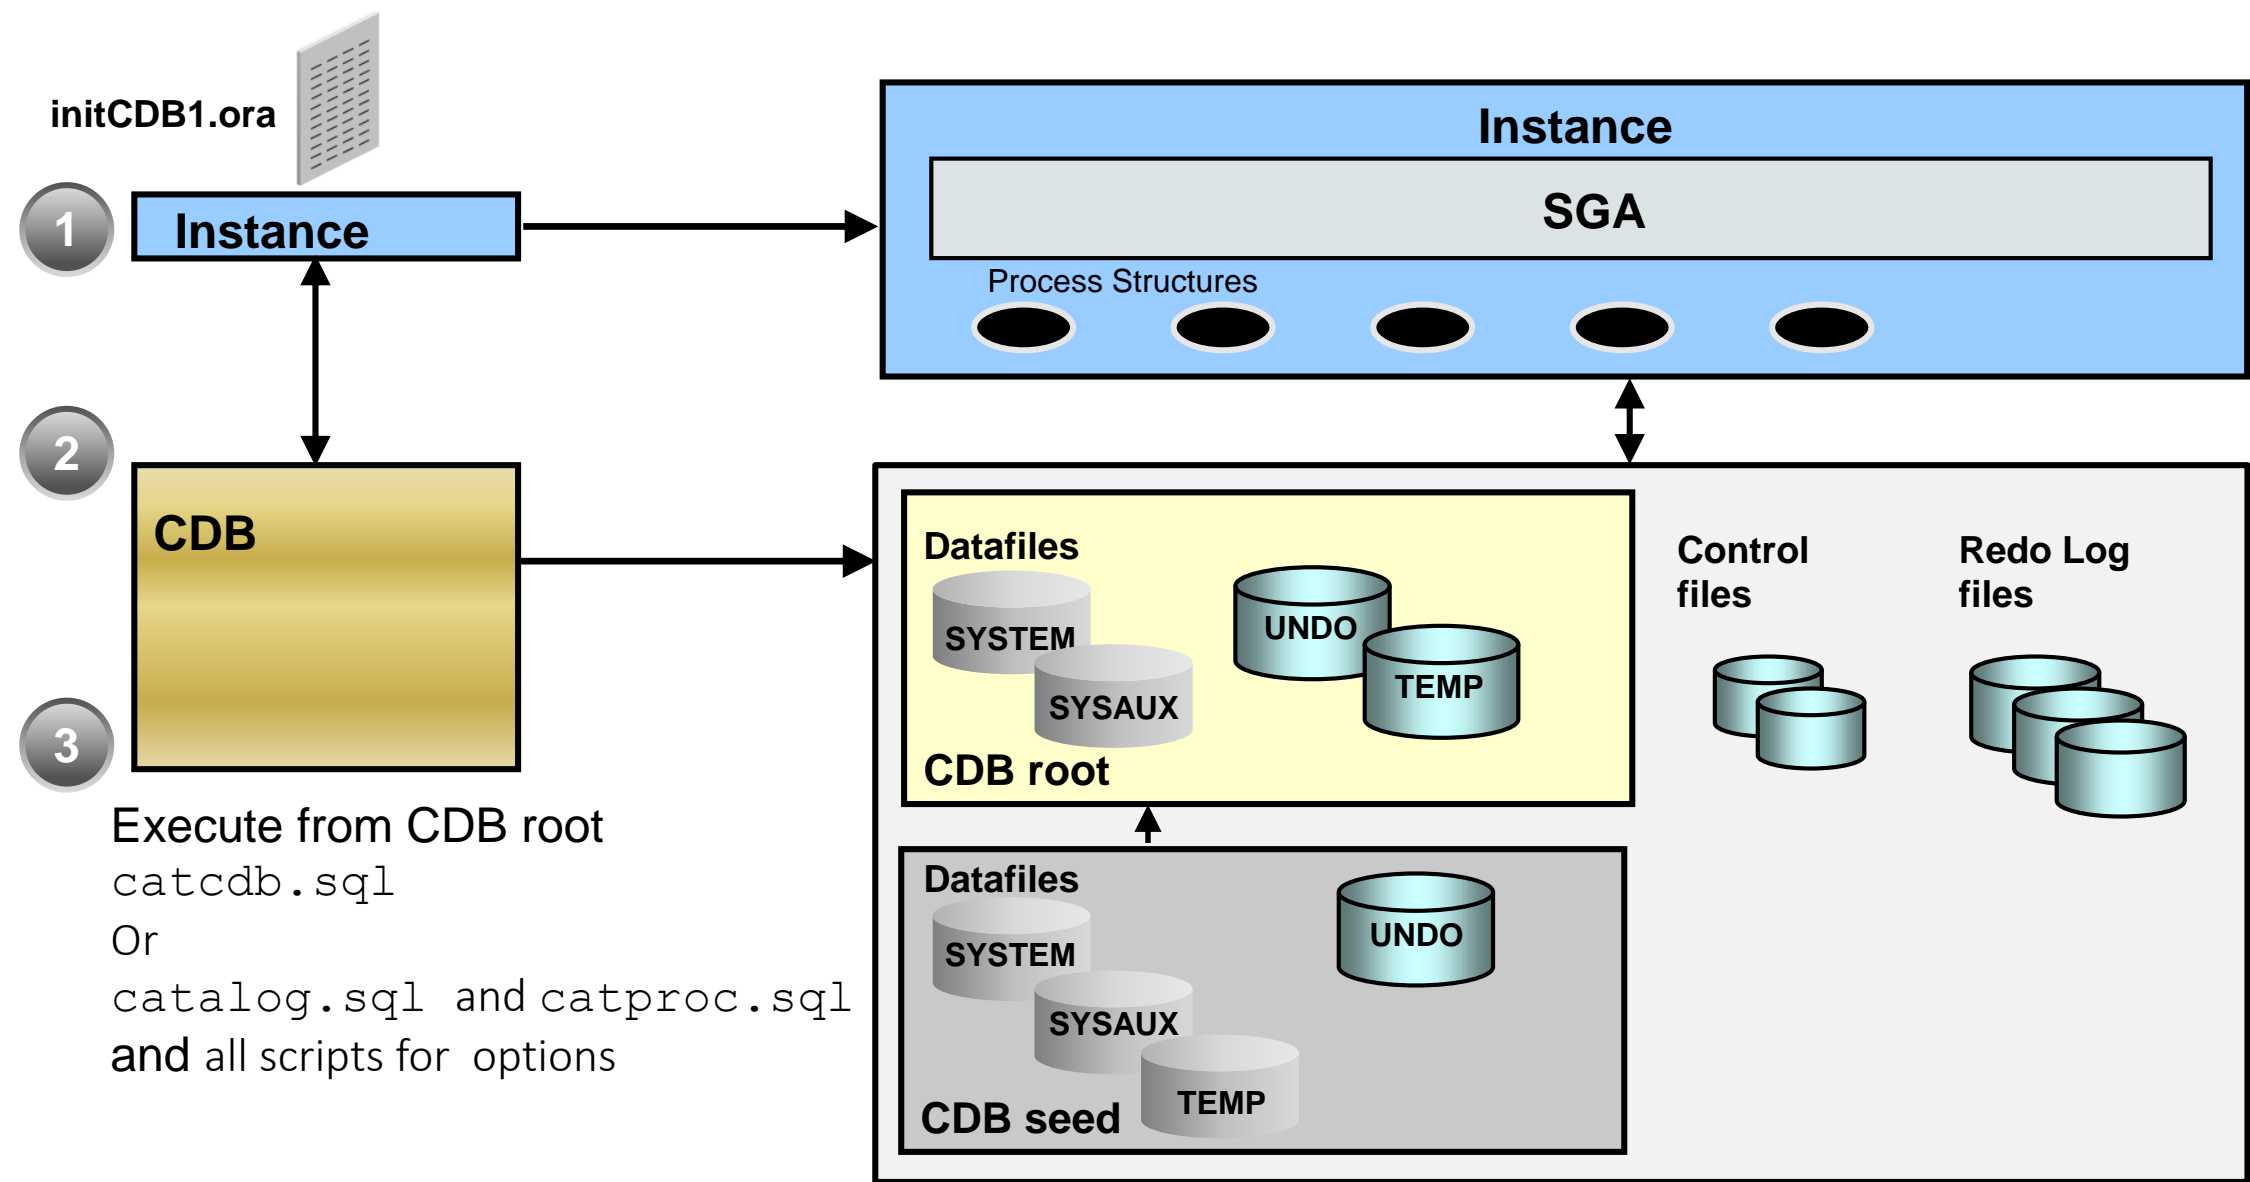 initCDB1.ora
1
Instance
2
CDB
3
Execute from CDB root
catcdb.sql
Or
catalog.sql and catproc.sql
and all scripts for options
Instance
SGA
Process Structures
Datafiles
SYSTEM
SYSAUX
UNDO
TEMP
CDB root
Control
files
Redo Log
files
Datafiles
SYSTEM
SYSAUX
TEMP
UNDO
CDB seed